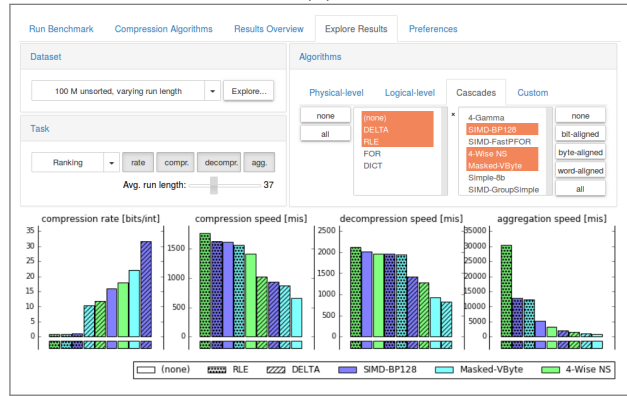 Run Benchmark Compression Algorithms Results Overview Explore Results Preferences
Dataset
100 M unsorted, varying run length Explore...
Task
Ranking rate compr. decompr. agg.
Avg. run length: 37
Algorithms
Physical-level Logical-level Cascades Custom
none
all
(none)
DELTA
RLE
FOR
DICT
×
4-Gamma
SIMD-BP128
SIMD-FastPFOR
4-Wise NS
Masked-VByte
Simple-8b
SIMD-GroupSimple
none
bit-aligned
byte-aligned
word-aligned
all
compression rate [bits/int]
35
30
25
20
15
10
5
0
compression speed [mis]
1500
1000
500
0
decompression speed [mis]
2500
2000
1500
1000
500
0
aggregation speed [mis]
35000
30000
25000
20000
15000
10000
5000
0
(none) RLE DELTA SIMD-BP128 Masked-VByte 4-Wise NS